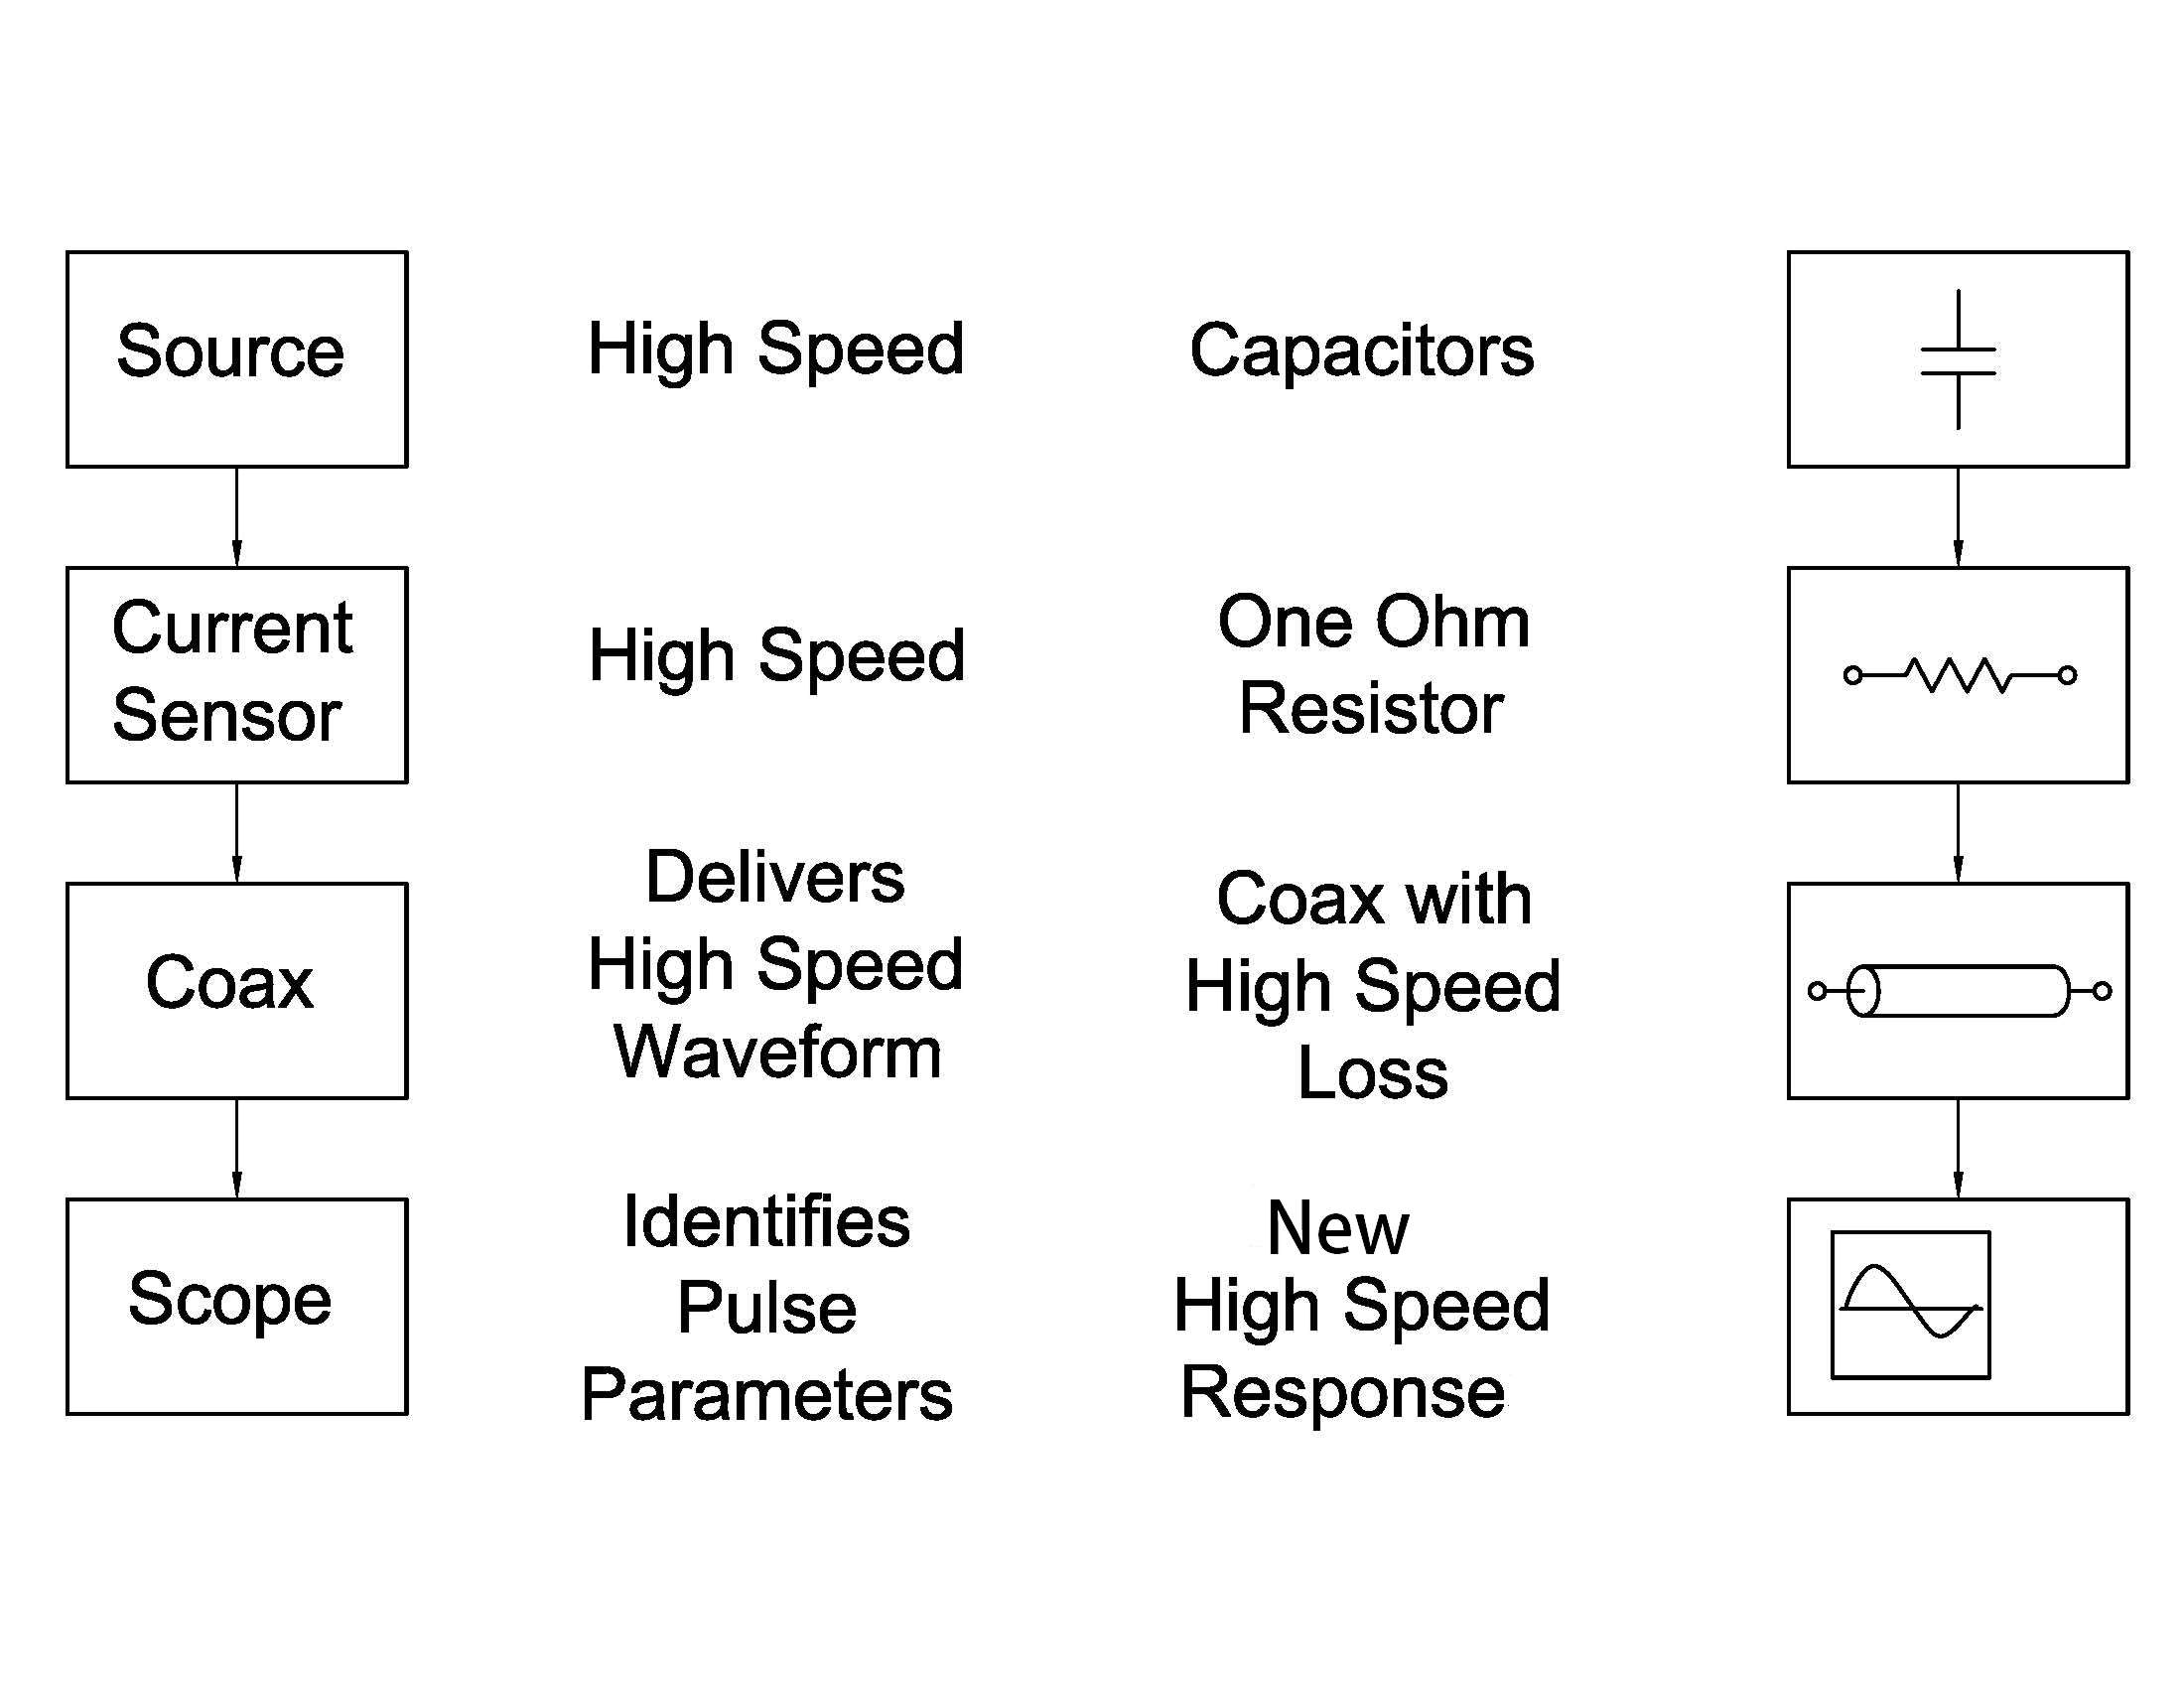 Source
High Speed
Capacitors
Current
Sensor
High Speed
One Ohm
Resistor
Coax
Delivers
High Speed
Waveform
Coax with
High Speed
Loss
Scope
Identifies
Pulse
Parameters
New
High Speed
Response